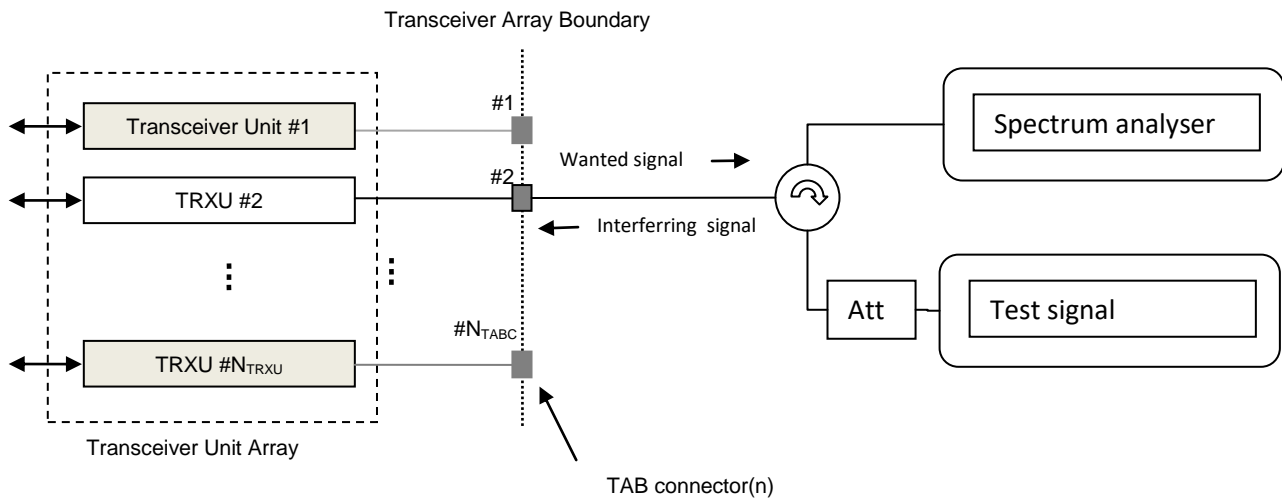 Transceiver Array Boundary
#1
Transceiver Unit #1
Spectrum analyser
Wanted signal
#2
TRXU #2
Interfering signal
⋮
⋮
⋮
Att
Test signal
#NTABC
TRXU #NTRXU
Transceiver Unit Array
TAB connector(n)